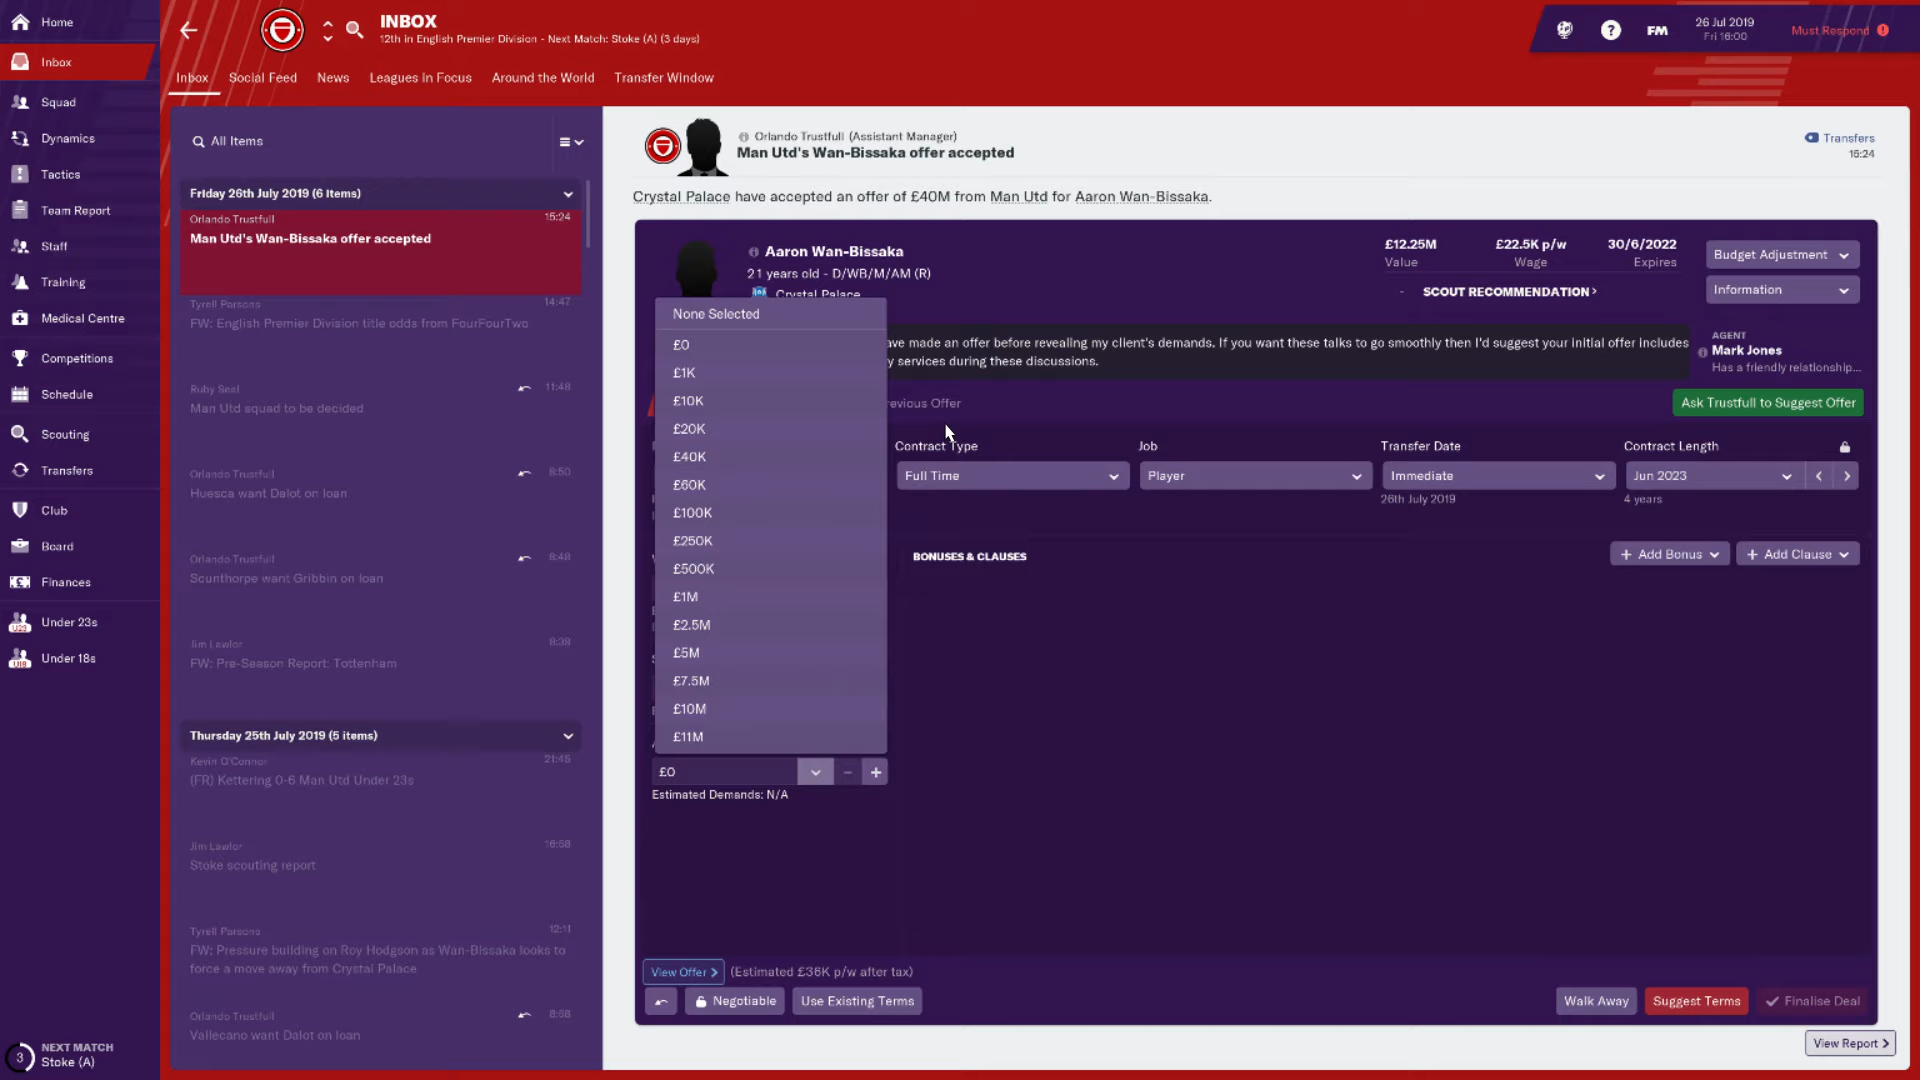 Home
Inbox
Squad
Dynamics
Tactics
Team Report
Staff
Training
Medical Centre
Competitions
Schedule
Scouting
Transfers
Club
Board
Finances
U23
Under 23s
U18
Under 18s
3
NEXT MATCH
Stoke (A)
INBOX
12th in English Premier Division - Next Match: Stoke (A) (3 days)
FM
26 Jul 2019
Fri 16:00
Must Respond
Inbox Social Feed News Leagues In Focus Around the World Transfer Window
All Items
Friday 26th July 2019 (6 Items)
Orlando Trustfull 15:24
Man Utd's Wan-Bissaka offer accepted
Tyrell Parsons 14:47
FW: English Premier Division title odds from FourFourTwo
Ruby Seal 11:48
Man Utd squad to be decided
Orlando Trustfull 8:50
Huesca want Dalot on loan
Orlando Trustfull 8:48
Scunthorpe want Gribbin on loan
Jim Lawlor 8:38
FW: Pre-Season Report: Tottenham
Thursday 25th July 2019 (5 items)
Kevin O'Connor 21:45
(FR) Kettering 0-6 Man Utd Under 23s
Jim Lawlor 16:58
Stoke scouting report
Tyrell Parsons 12:11
FW: Pressure building on Roy Hodgson as Wan-Bissaka looks to
force a move away from Crystal Palace
Orlando Trustfull 8:58
Vallecano want Dalot on loan
Orlando Trustfull (Assistant Manager)
Man Utd's Wan-Bissaka offer accepted
Transfers
15:24
Crystal Palace have accepted an offer of £40M from Man Utd for Aaron Wan-Bissaka.
Aaron Wan-Bissaka
21 years old - D/WB/M/AM (R)
Crystal Palace
£12.25M
Value
£22.5K p/w
Wage
30/6/2022
Expires
- SCOUT RECOMMENDATION >
Budget Adjustment
Information
None Selected
£0
£1K
£10K
£20K
£40K
£60K
£100K
£250K
£500K
£1M
£2.5M
£5M
£7.5M
£10M
£11M
ave made an offer before revealing my client's demands. If you want these talks to go smoothly then I'd suggest your initial offer includes
y services during these discussions.
AGENT
Mark Jones
Has a friendly relationship...
evious Offer
Ask Trustfull to Suggest Offer
Contract Type
Full Time
Job
Player
Transfer Date
Immediate
26th July 2019
Contract Length
Jun 2023
4 years
BONUSES & CLAUSES
+ Add Bonus
+ Add Clause
£0 - +
Estimated Demands: N/A
View Offer > (Estimated £36K p/w after tax)
Negotiable
Use Existing Terms
Walk Away
Suggest Terms
Finalise Deal
View Report >